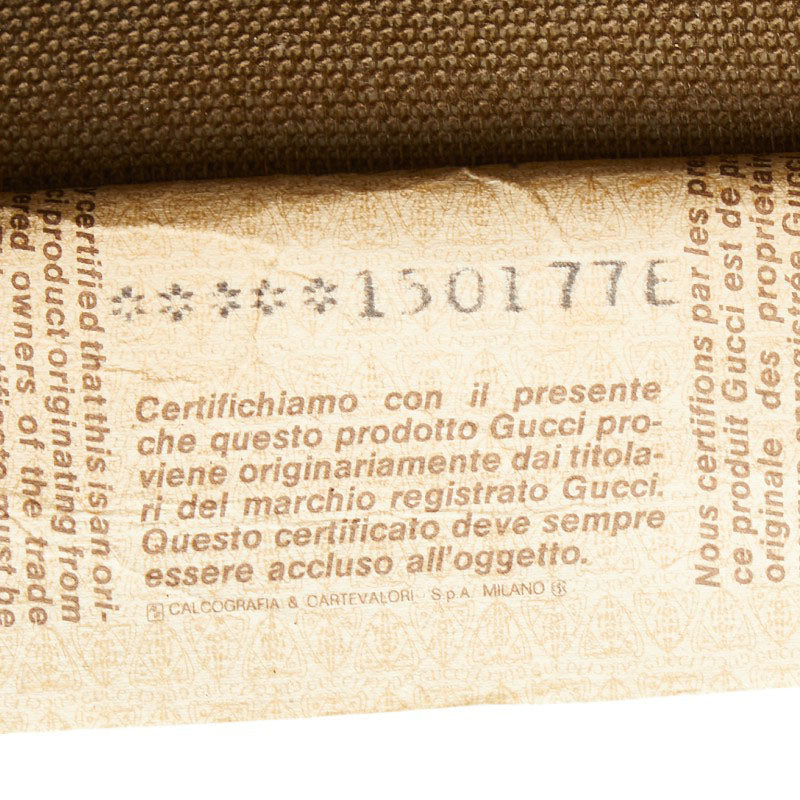 *****150177E
Certifichiamo con il presente
che questo prodotto Gucci pro-
viene originariamente dai titola-
ri del marchio registrato Gucci.
Questo certificato deve sempre
essere accluso all'oggetto.
CALCOGRAFIA & CARTEVALORI S.p.A. MILANO
certified that this is an ori-
product originating from
owners of the trade
must be
Nous certifions par les
ce produit Gucci est de
originale des